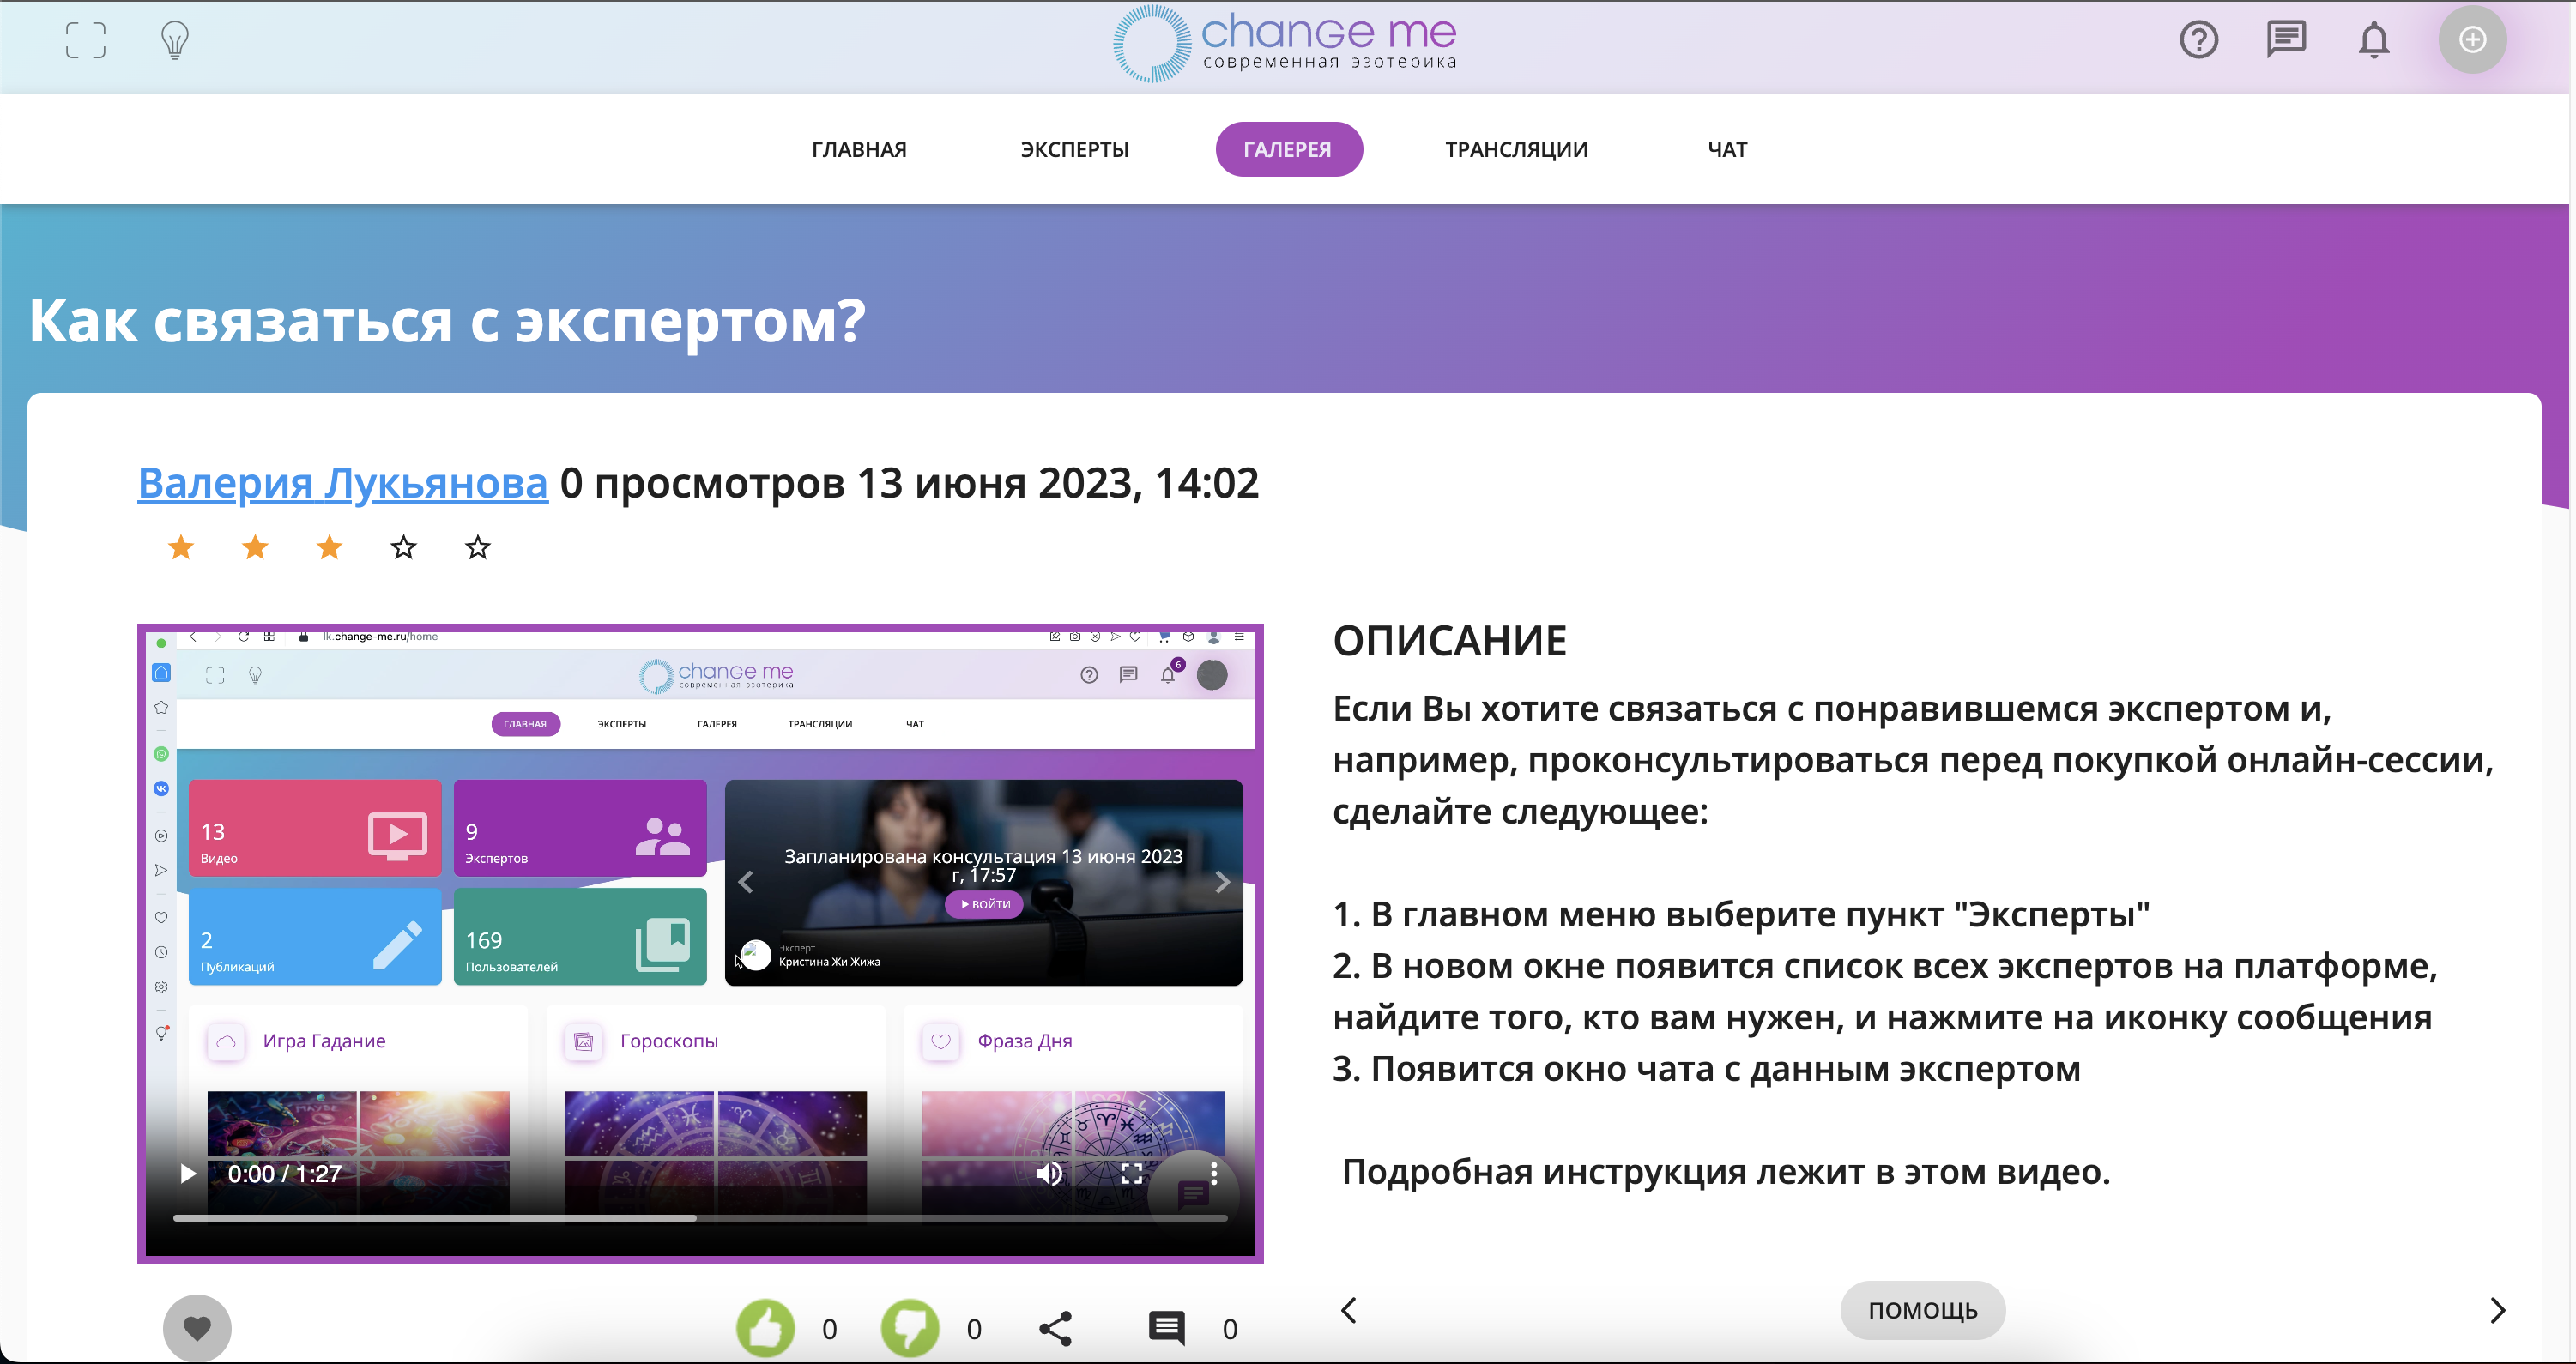 chanGe me
современная эзотерика
ГЛАВНАЯ
ЭКСПЕРТЫ
ГАЛЕРЕЯ
ТРАНСЛЯЦИИ
ЧАТ
Как связаться с экспертом?
Валерия Лукьянова 0 просмотров 13 июня 2023, 14:02
lk.change-me.ru/home
chanGe me
современная эзотерика
6
ГЛАВНАЯ
ЭКСПЕРТЫ
ГАЛЕРЕЯ
ТРАНСЛЯЦИИ
ЧАТ
13
Видео
9
Экспертов
2
Публикаций
169
Пользователей
Запланирована консультация 13 июня 2023
г, 17:57
ВОЙТИ
Эксперт
Кристина Жи Жижа
Игра Гадание
Гороскопы
Фраза Дня
0:00 / 1:27
0
0
0
ОПИСАНИЕ
Если Вы хотите связаться с понравившемся экспертом и,
например, проконсультироваться перед покупкой онлайн-сессии,
сделайте следующее:
1. В главном меню выберите пункт "Эксперты"
2. В новом окне появится список всех экспертов на платформе,
найдите того, кто вам нужен, и нажмите на иконку сообщения
3. Появится окно чата с данным экспертом
Подробная инструкция лежит в этом видео.
ПОМОЩЬ